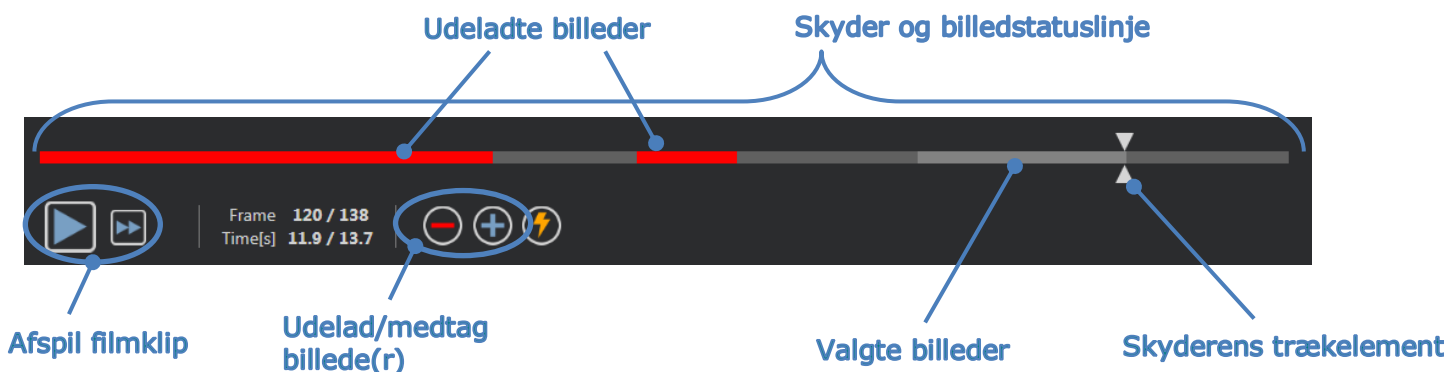 Udeladte billeder
Skyder og billedstatuslinje
Frame 120 / 138
Time[s] 11.9 / 13.7
Afspil filmklip
Udelad/medtag
billede(r)
Valgte billeder
Skyderens trækelement